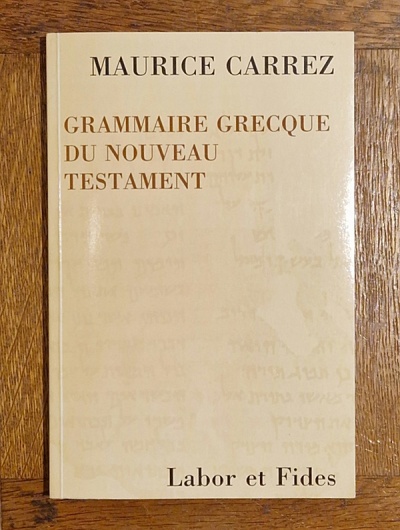 MAURICE CARREZ
GRAMMAIRE GRECQUE
DU NOUVEAU
TESTAMENT
Labor et Fides